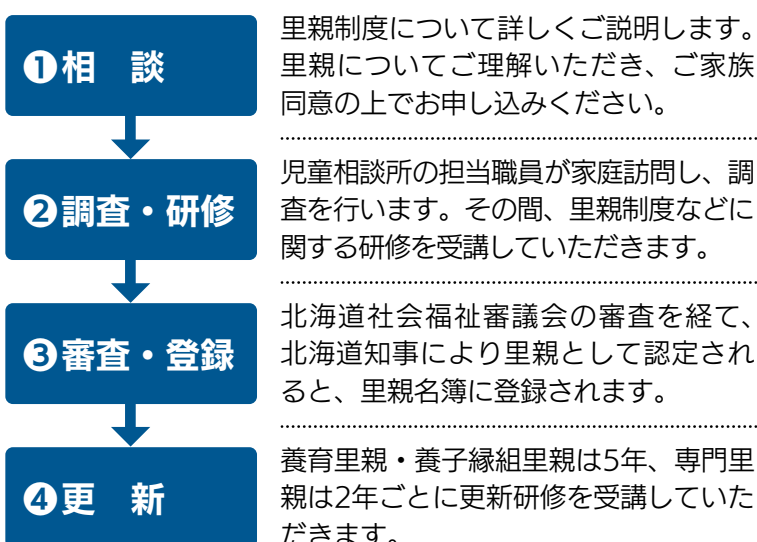 ❶相　談
里親制度について詳しくご説明します。
里親についてご理解いただき、ご家族
同意の上でお申し込みください。
❷調査・研修
児童相談所の担当職員が家庭訪問し、調
査を行います。その間、里親制度などに
関する研修を受講していただきます。
❸審査・登録
北海道社会福祉審議会の審査を経て、
北海道知事により里親として認定され
ると、里親名簿に登録されます。
❹更　新
養育里親・養子縁組里親は5年、専門里
親は2年ごとに更新研修を受講していた
だきます。